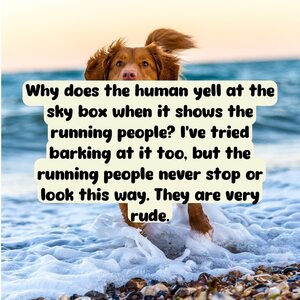 Why does the human yell at the
sky box when it shows the
running people? I've tried
barking at it too, but the
running people never stop or
look this way. They are very
rude.